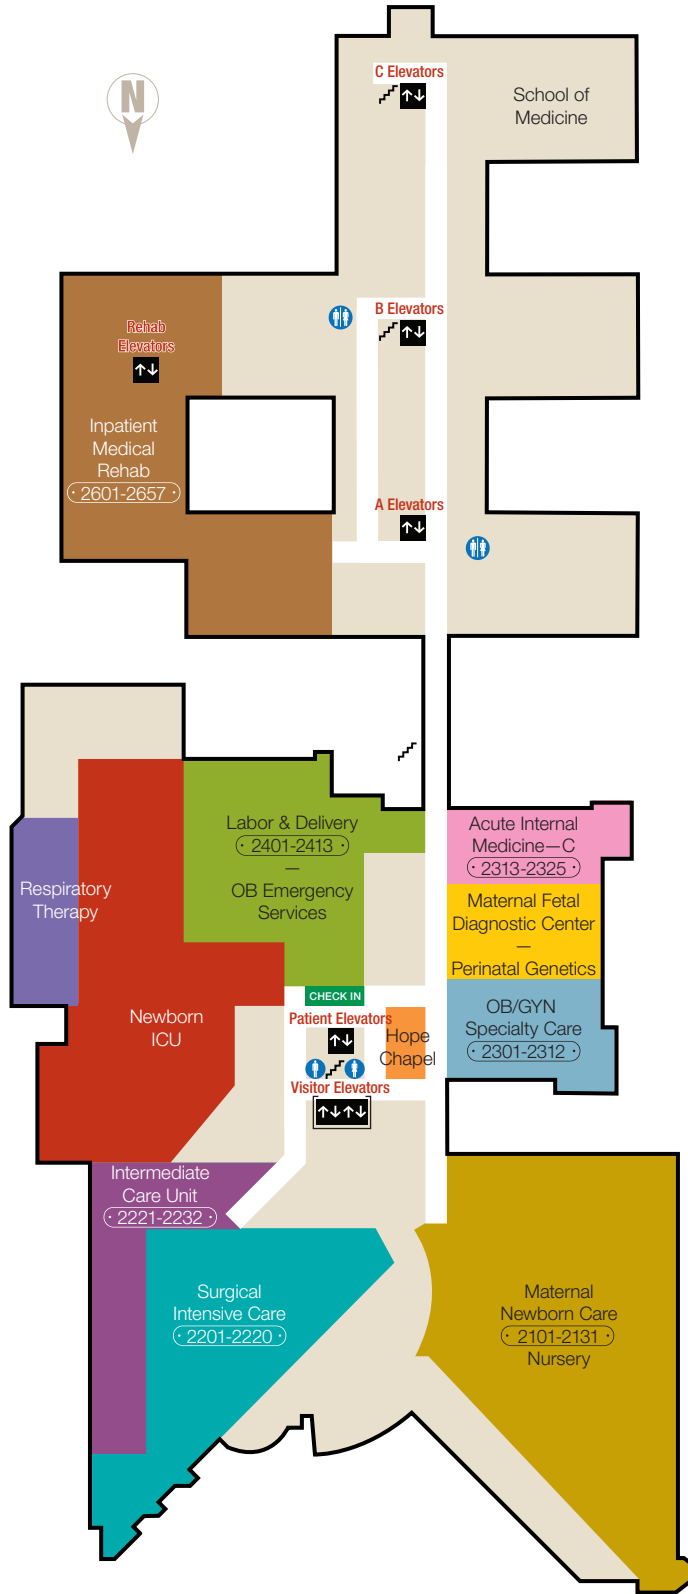 C Elevators
N
School of
Medicine
B Elevators
Rehab
Elevators
Inpatient
Medical
Rehab
· 2601-2657 ·
A Elevators
Labor & Delivery
· 2401-2413 ·
—
OB Emergency
Services
Acute Internal
Medicine—C
· 2313-2325 ·
Respiratory
Therapy
Maternal Fetal
Diagnostic Center
—
Perinatal Genetics
CHECK IN
Newborn
ICU
Patient Elevators
Hope
Chapel
OB/GYN
Specialty Care
· 2301-2312 ·
Visitor Elevators
Intermediate
Care Unit
· 2221-2232 ·
Surgical
Intensive Care
· 2201-2220 ·
Maternal
Newborn Care
· 2101-2131 ·
Nursery